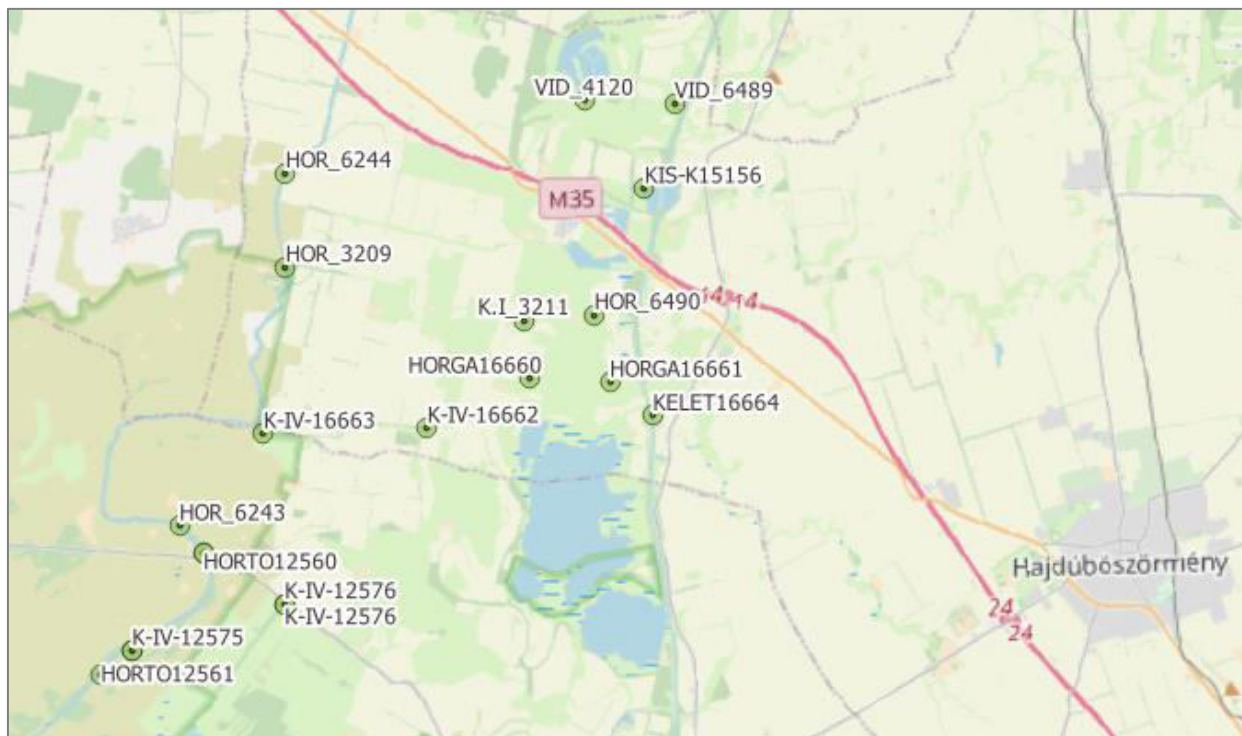 VID_4120
VID_6489
HOR_6244
KIS-K15156
M35
HOR_3209
K.I_3211
HOR_6490
HORGA16660
HORGA16661
K-IV-16663
K-IV-16662
KELET16664
HOR_6243
HORTO12560
Hajdúböszörmény
K-IV-12576
K-IV-12576
24
24
K-IV-12575
HORTO12561